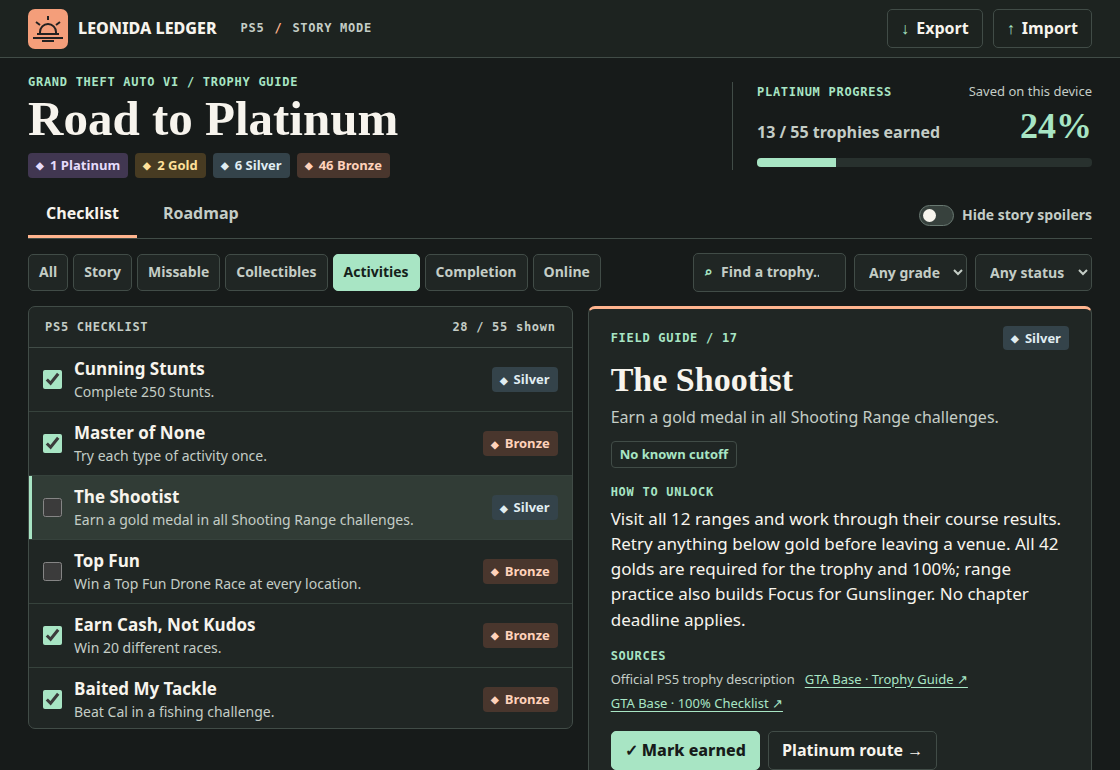 LEONIDA LEDGER
PS5 / STORY MODE
↓ Export
↑ Import
GRAND THEFT AUTO VI / TROPHY GUIDE
Road to Platinum
◆ 1 Platinum
◆ 2 Gold
◆ 6 Silver
◆ 46 Bronze
PLATINUM PROGRESS
Saved on this device
13 / 55 trophies earned
24%
Checklist
Roadmap
Hide story spoilers
All
Story
Missable
Collectibles
Activities
Completion
Online
Find a trophy..
Any grade
Any status
PS5 CHECKLIST
28 / 55 shown
Cunning Stunts
Complete 250 Stunts.
◆ Silver
Master of None
Try each type of activity once.
◆ Bronze
The Shootist
Earn a gold medal in all Shooting Range challenges.
◆ Silver
Top Fun
Win a Top Fun Drone Race at every location.
◆ Bronze
Earn Cash, Not Kudos
Win 20 different races.
◆ Bronze
Baited My Tackle
Beat Cal in a fishing challenge.
◆ Bronze
FIELD GUIDE / 17
◆ Silver
The Shootist
Earn a gold medal in all Shooting Range challenges.
No known cutoff
HOW TO UNLOCK
Visit all 12 ranges and work through their course results.
Retry anything below gold before leaving a venue. All 42
golds are required for the trophy and 100%; range
practice also builds Focus for Gunslinger. No chapter
deadline applies.
SOURCES
Official PS5 trophy description
GTA Base · Trophy Guide ↗
GTA Base · 100% Checklist ↗
✓ Mark earned
Platinum route →